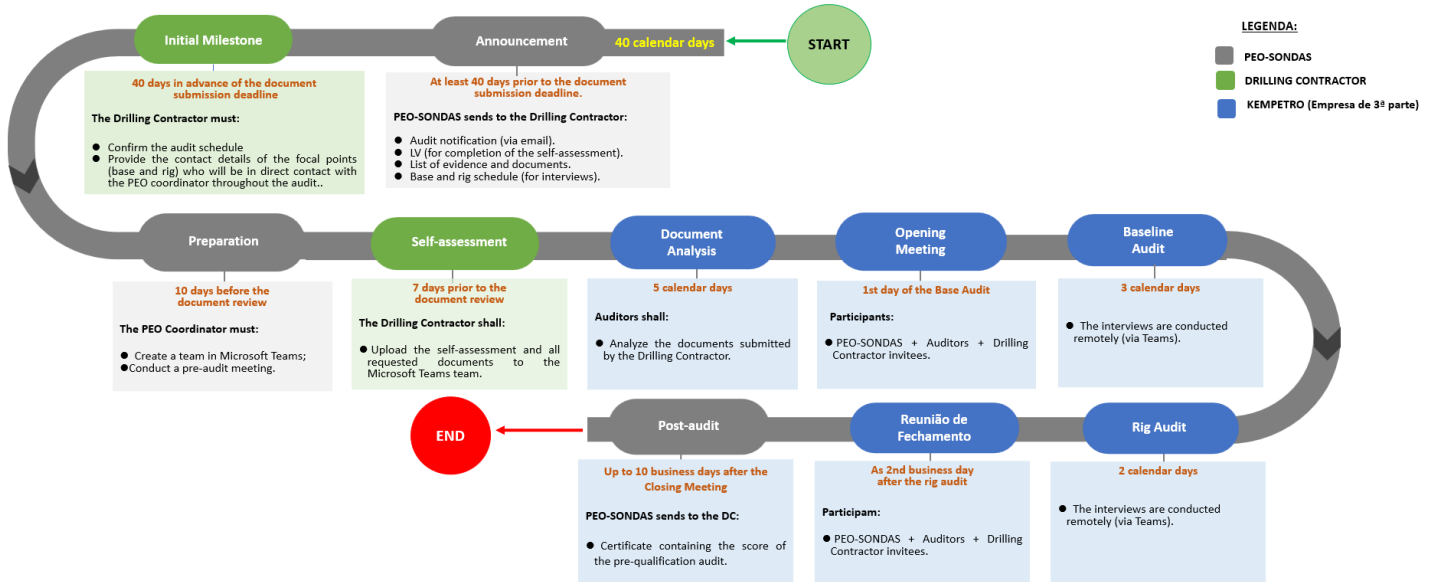 LEGENDA:
PEO-SONDAS
DRILLING CONTRACTOR
KEMPETRO (Empresa de 3ª parte)
START
40 calendar days
Announcement
At least 40 days prior to the document
submission deadline.
PEO-SONDAS sends to the Drilling Contractor:
● Audit notification (via email).
● LV (for completion of the self-assessment).
● List of evidence and documents.
● Base and rig schedule (for interviews).
Initial Milestone
40 days in advance of the document
submission deadline
The Drilling Contractor must:
● Confirm the audit schedule
● Provide the contact details of the focal points
(base and rig) who will be in direct contact with
the PEO coordinator throughout the audit..
Preparation
10 days before the
document review
The PEO Coordinator must:
● Create a team in Microsoft Teams;
●Conduct a pre-audit meeting.
Self-assessment
7 days prior to the
document review
The Drilling Contractor shall:
● Upload the self-assessment and all
requested documents to the
Microsoft Teams team.
Document
Analysis
5 calendar days
Auditors shall:
● Analyze the documents submitted
by the Drilling Contractor.
Opening
Meeting
1st day of the Base Audit
Participants:
● PEO-SONDAS + Auditors + Drilling
Contractor invitees.
Baseline
Audit
3 calendar days
● The interviews are conducted
remotely (via Teams).
Rig Audit
2 calendar days
● The interviews are conducted
remotely (via Teams).
Reunião de
Fechamento
As 2nd business day
after the rig audit
Participam:
● PEO-SONDAS + Auditors + Drilling
Contractor invitees.
Post-audit
Up to 10 business days after the
Closing Meeting
PEO-SONDAS sends to the DC:
● Certificate containing the score of
the pre-qualification audit.
END